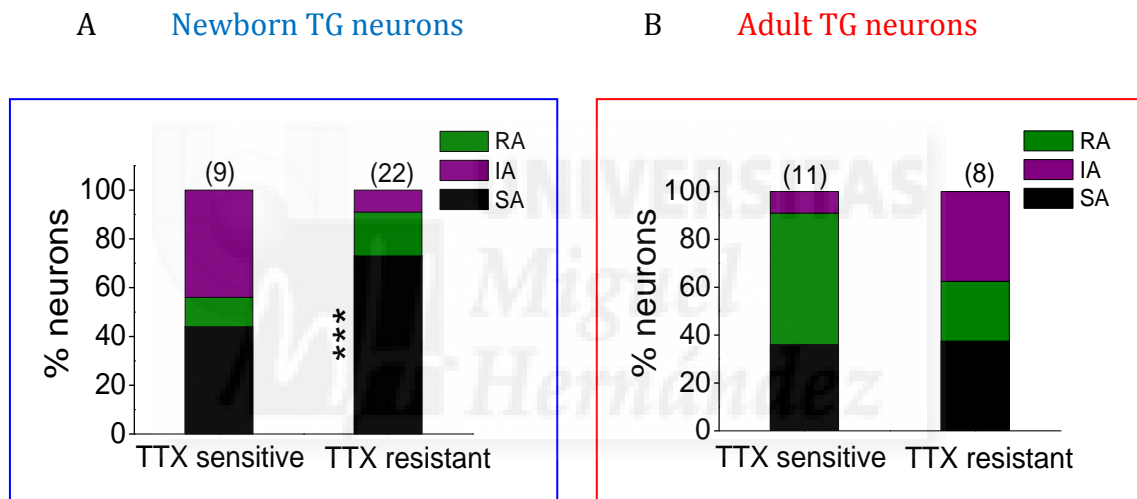 A Newborn TG neurons
B Adult TG neurons
RA
IA
SA
(9) (22)
100
80
60
40
20
0
% neurons
***
TTX sensitive TTX resistant
RA
IA
SA
(11) (8)
100
80
60
40
20
0
% neurons
TTX sensitive TTX resistant
UNIVERSITAS
Miguel
Hernández